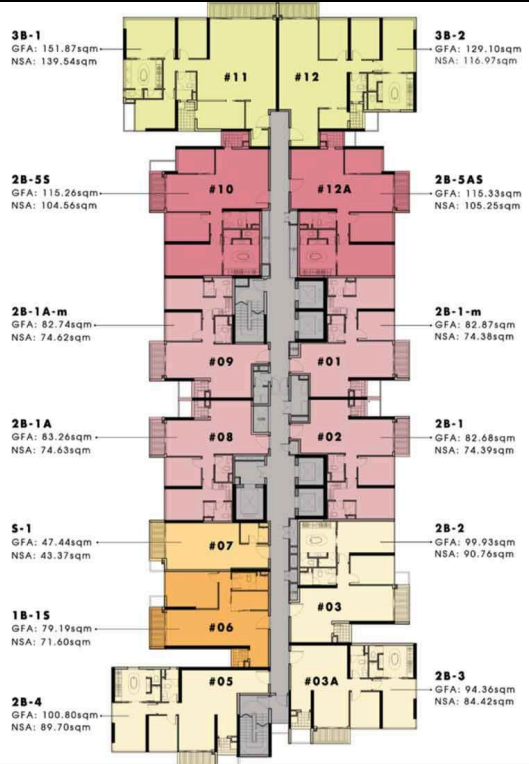 3B-1
GFA: 151.87sqm
NSA: 139.54sqm
#11
#12
3B-2
GFA: 129.10sqm
NSA: 116.97sqm
2B-5S
GFA: 115.26sqm
NSA: 104.56sqm
#10
#12A
2B-5AS
GFA: 115.33sqm
NSA: 105.25sqm
2B-1A-m
GFA: 82.74sqm
NSA: 74.62sqm
#09
#01
2B-1-m
GFA: 82.87sqm
NSA: 74.38sqm
2B-1A
GFA: 83.26sqm
NSA: 74.63sqm
#08
#02
2B-1
GFA: 82.68sqm
NSA: 74.39sqm
S-1
GFA: 47.44sqm
NSA: 43.37sqm
#07
2B-2
GFA: 99.93sqm
NSA: 90.76sqm
1B-1S
GFA: 79.19sqm
NSA: 71.60sqm
#06
#03
2B-4
GFA: 100.80sqm
NSA: 89.70sqm
#05
#03A
2B-3
GFA: 94.36sqm
NSA: 84.42sqm